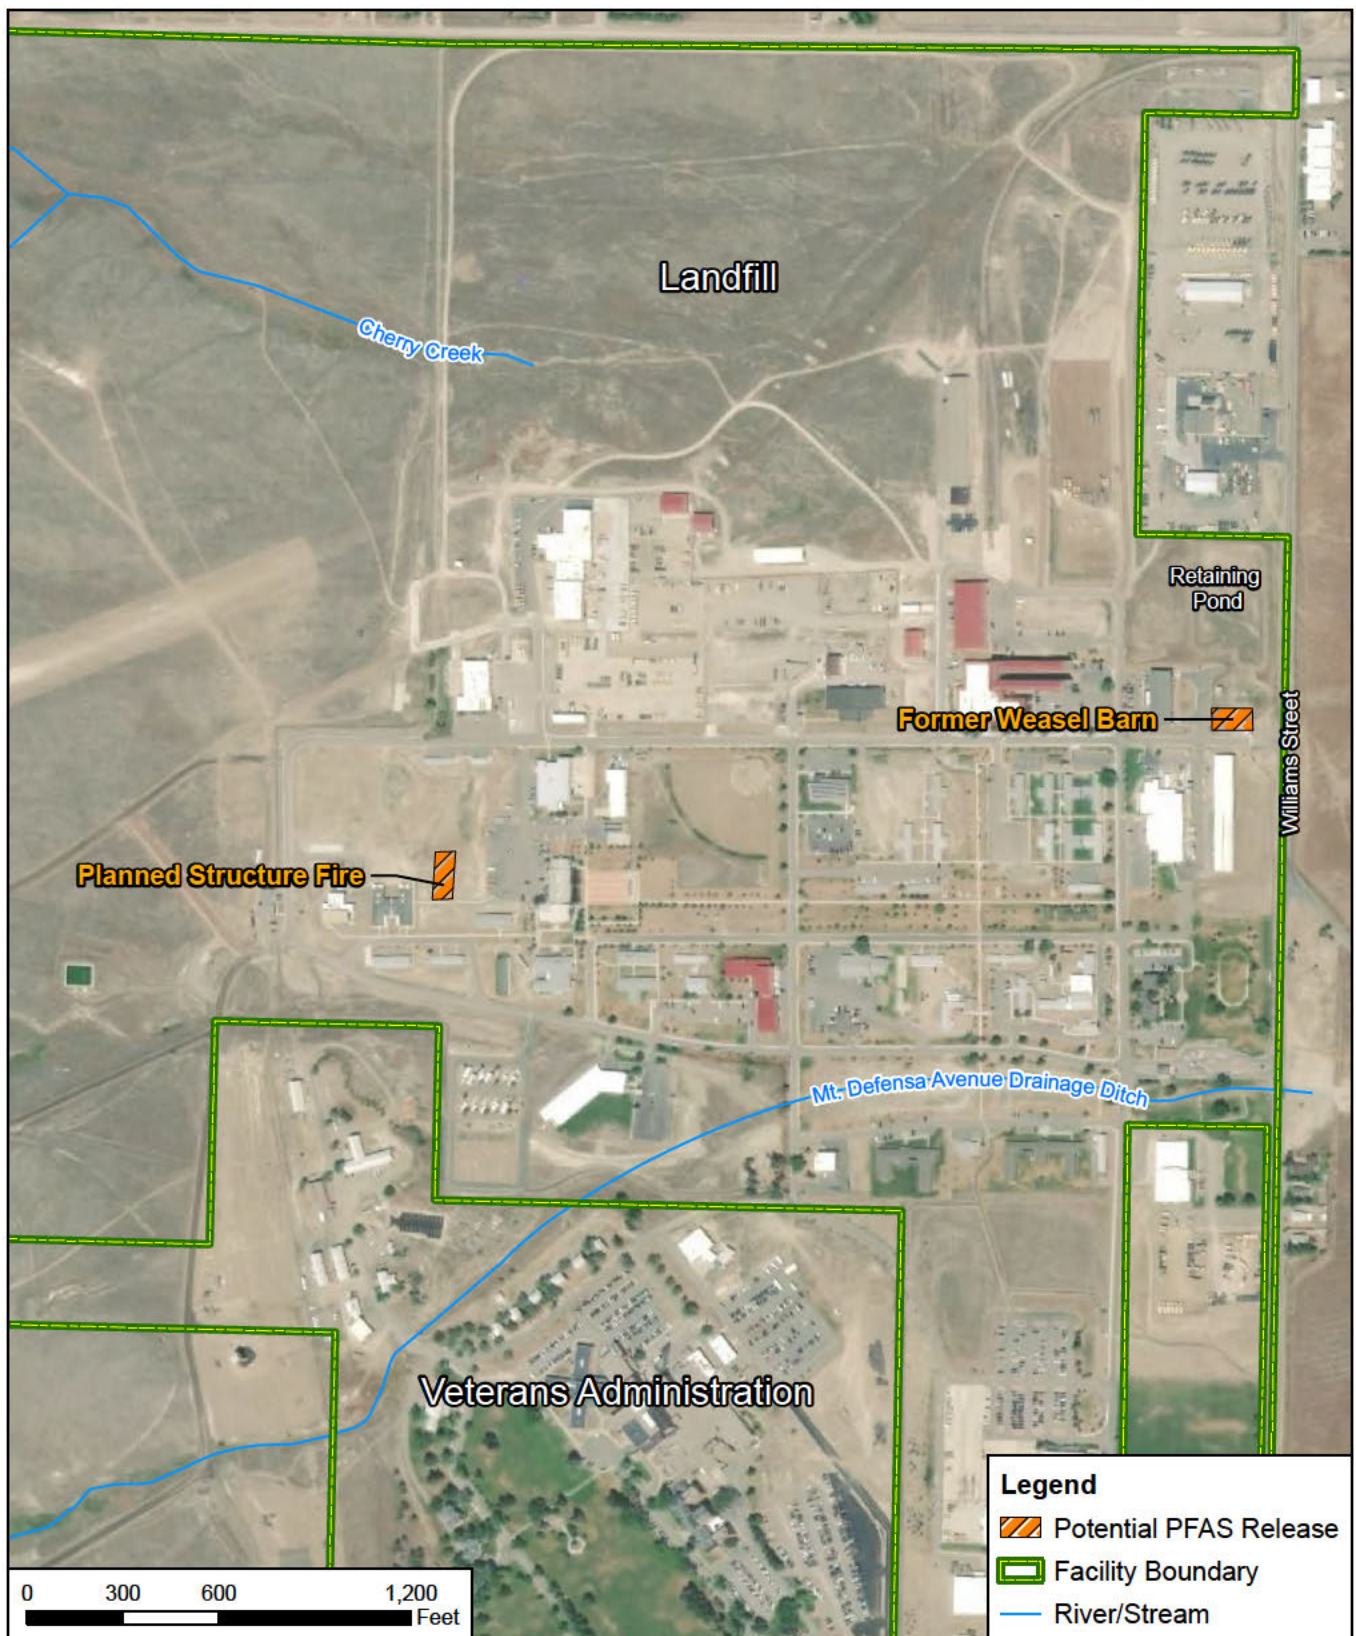 Landfill
Cherry Creek
Retaining
Pond
Former Weasel Barn
Williams Street
Planned Structure Fire
Mt. Defensa Avenue Drainage Ditch
Veterans Administration
Legend
Potential PFAS Release
Facility Boundary
River/Stream
0 300 600 1,200
Feet